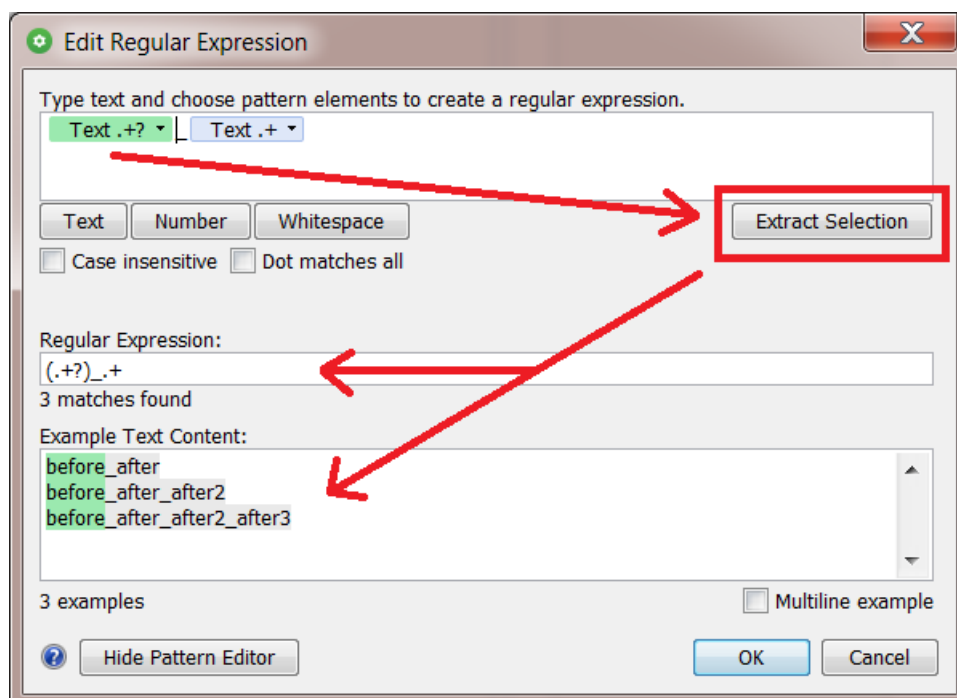 Edit Regular Expression
X
Type text and choose pattern elements to create a regular expression.
Text .+? _ Text .+
Text Number Whitespace Extract Selection
Case insensitive Dot matches all
Regular Expression:
(.+?)_.+
3 matches found
Example Text Content:
before_after
before_after_after2
before_after_after2_after3
3 examples Multiline example
? Hide Pattern Editor OK Cancel